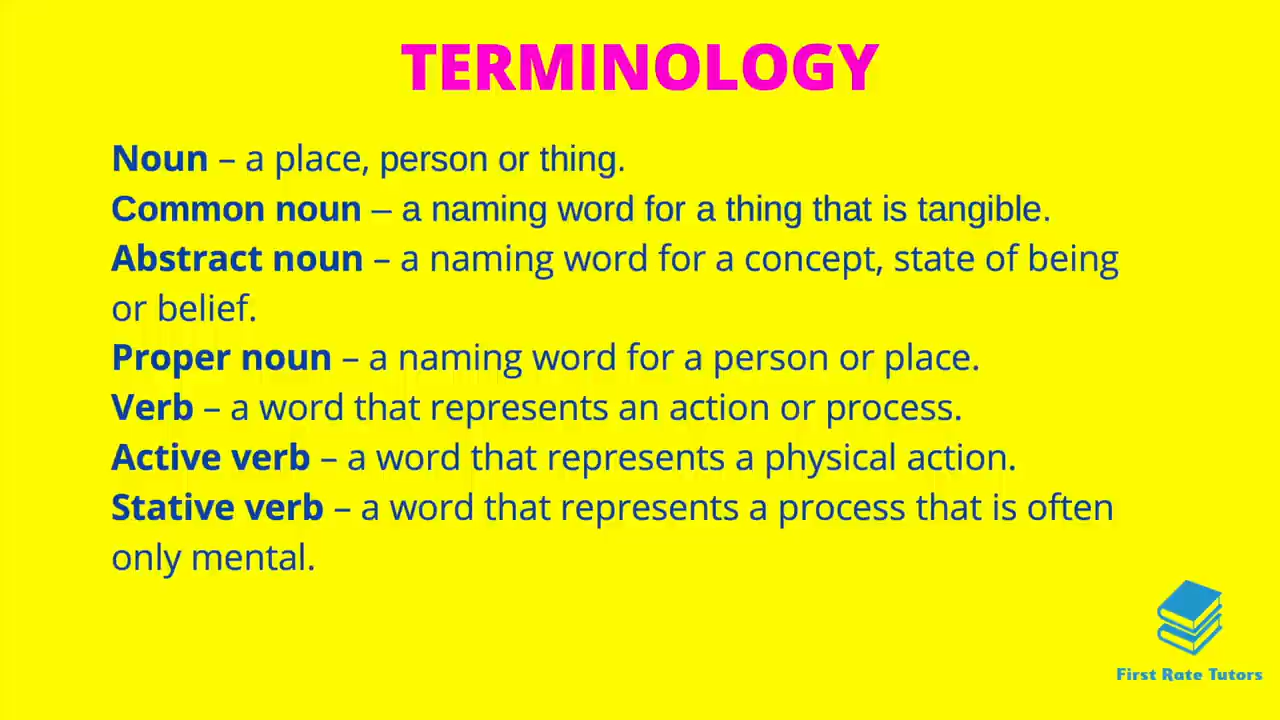 TERMINOLOGY
Noun – a place, person or thing.
Common noun – a naming word for a thing that is tangible.
Abstract noun – a naming word for a concept, state of being
or belief.
Proper noun – a naming word for a person or place.
Verb – a word that represents an action or process.
Active verb – a word that represents a physical action.
Stative verb – a word that represents a process that is often
only mental.
First Rate Tutors